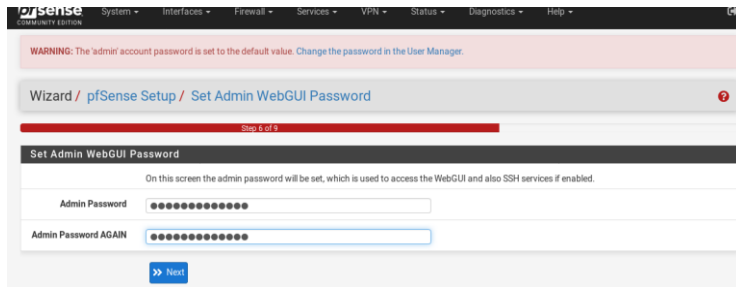 pfSense System Interfaces Firewall Services VPN Status Diagnostics Help
COMMUNITY EDITION
WARNING: The 'admin' account password is set to the default value. Change the password in the User Manager.
Wizard / pfSense Setup / Set Admin WebGUI Password
Step 6 of 9
Set Admin WebGUI Password
On this screen the admin password will be set, which is used to access the WebGUI and also SSH services if enabled.
Admin Password ●●●●●●●●●●●●●
Admin Password AGAIN ●●●●●●●●●●●●●
>> Next